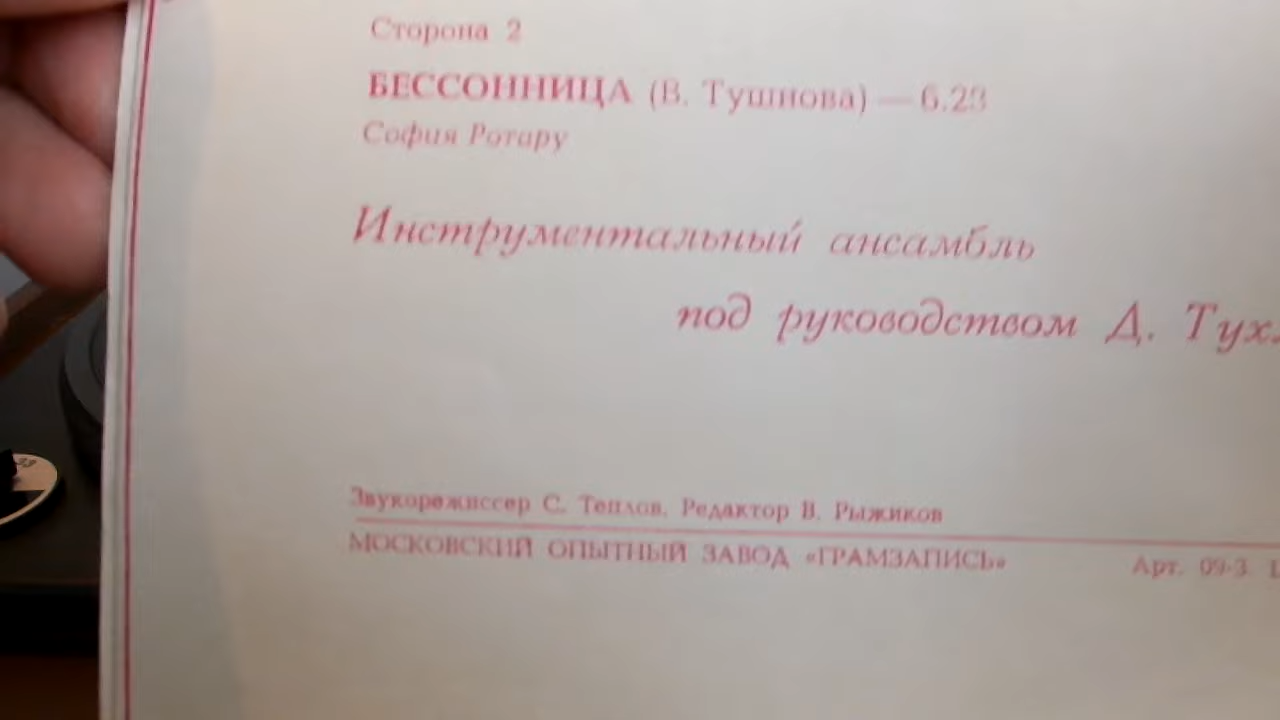 Сторона 2
БЕССОННИЦА (В. Тушнова) — 6.23
София Ротару
Инструментальный ансамбль
под руководством Д. Тух
Звукорежиссер С. Теплов. Редактор В. Рыжиков
МОСКОВСКИЙ ОПЫТНЫЙ ЗАВОД «ГРАМЗАПИСЬ»
Арт. 09-3